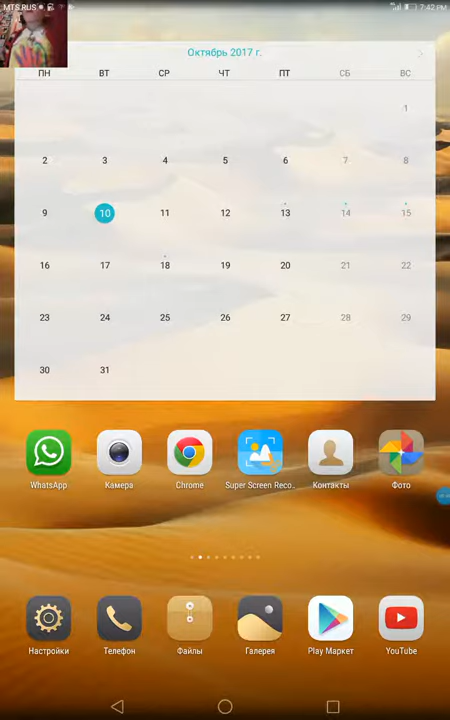 MTS.RUS 7:42 PM
Октябрь 2017 г.
ПН ВТ СР ЧТ ПТ СБ ВС
1
2 3 4 5 6 7 8
9 10 11 12 13 14 15
16 17 18 19 20 21 22
23 24 25 26 27 28 29
30 31
WhatsApp Камера Chrome Super Screen Reco.. Контакты Фото
Настройки Телефон Файлы Галерея Play Маркет YouTube